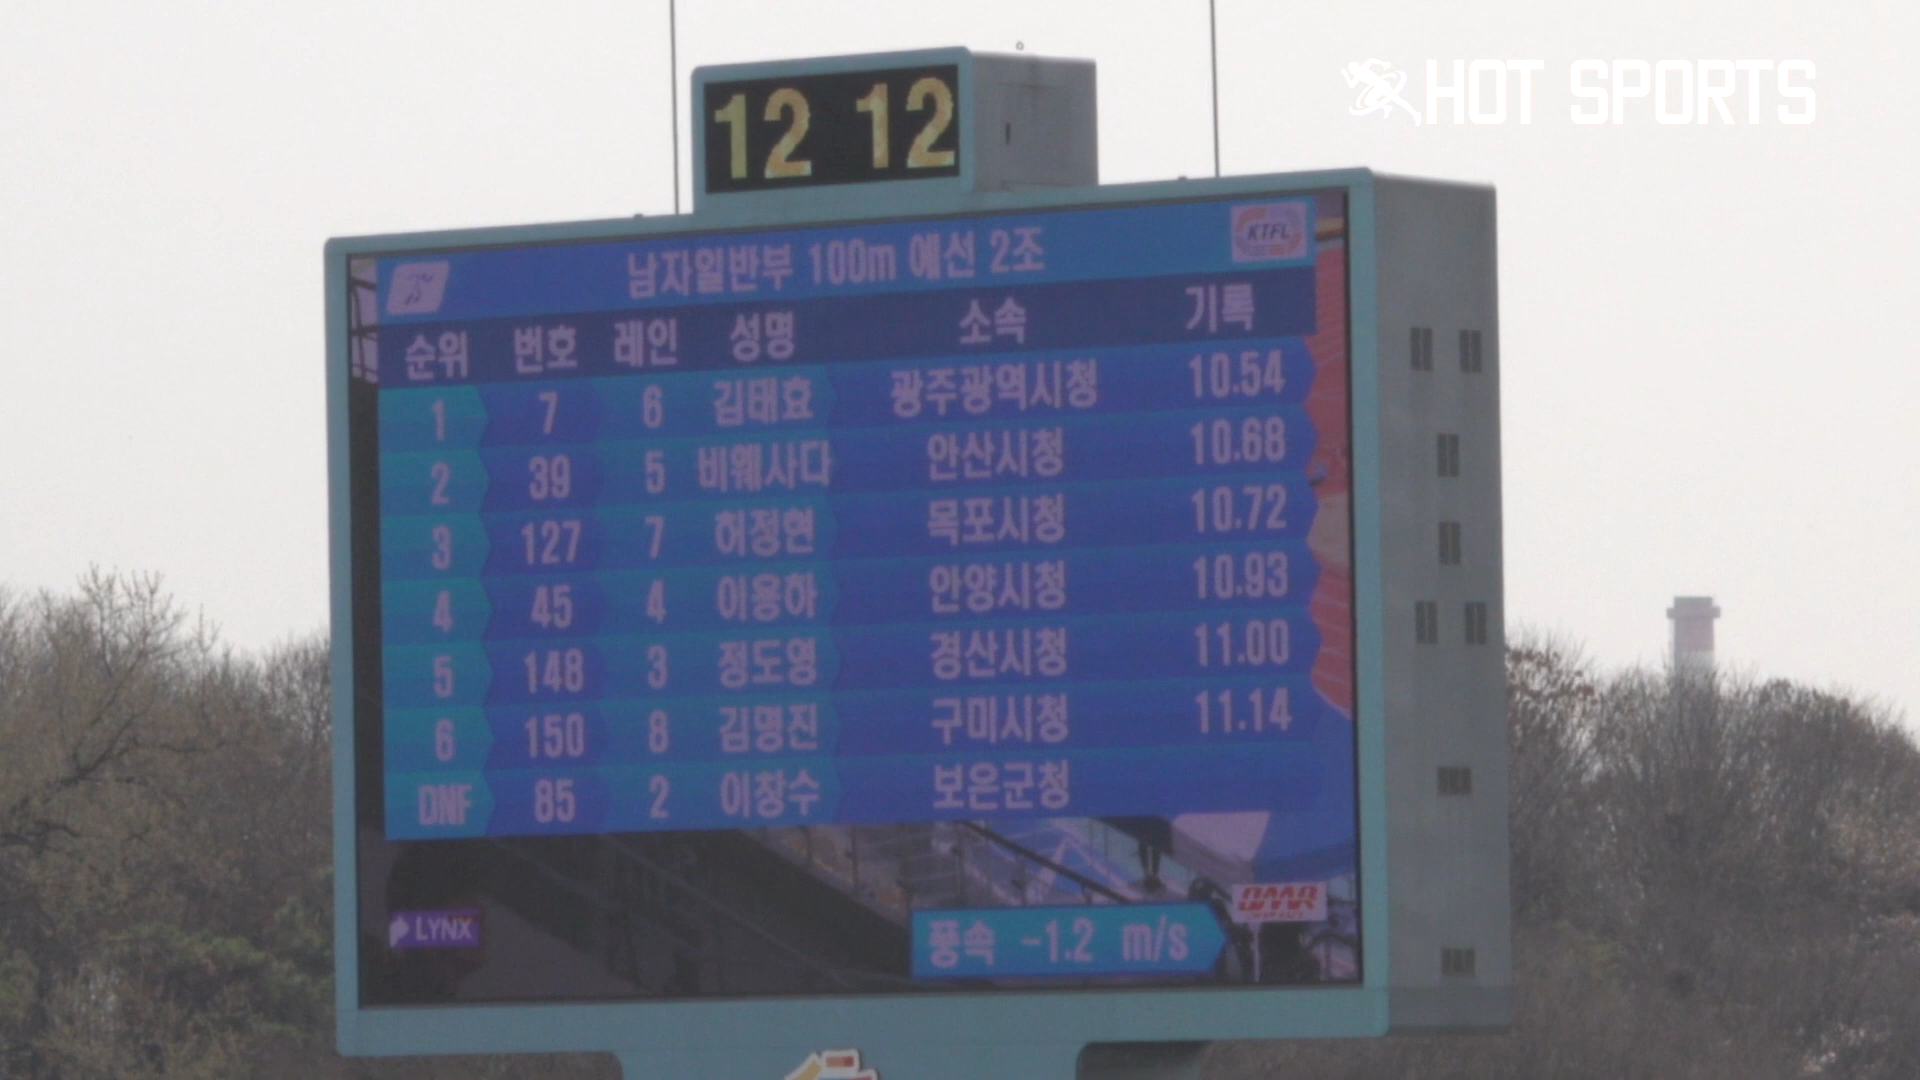 HOT SPORTS
12 12
남자일반부 100m 예선 2조
KTFL
순위 번호 레인 성명 소속 기록
1 7 6 김태효 광주광역시청 10.54
2 39 5 비웨사다 안산시청 10.68
3 127 7 허정현 목포시청 10.72
4 45 4 이용하 안양시청 10.93
5 148 3 정도영 경산시청 11.00
6 150 8 김명진 구미시청 11.14
DNF 85 2 이창수 보은군청
LYNX
풍속 -1.2 m/s